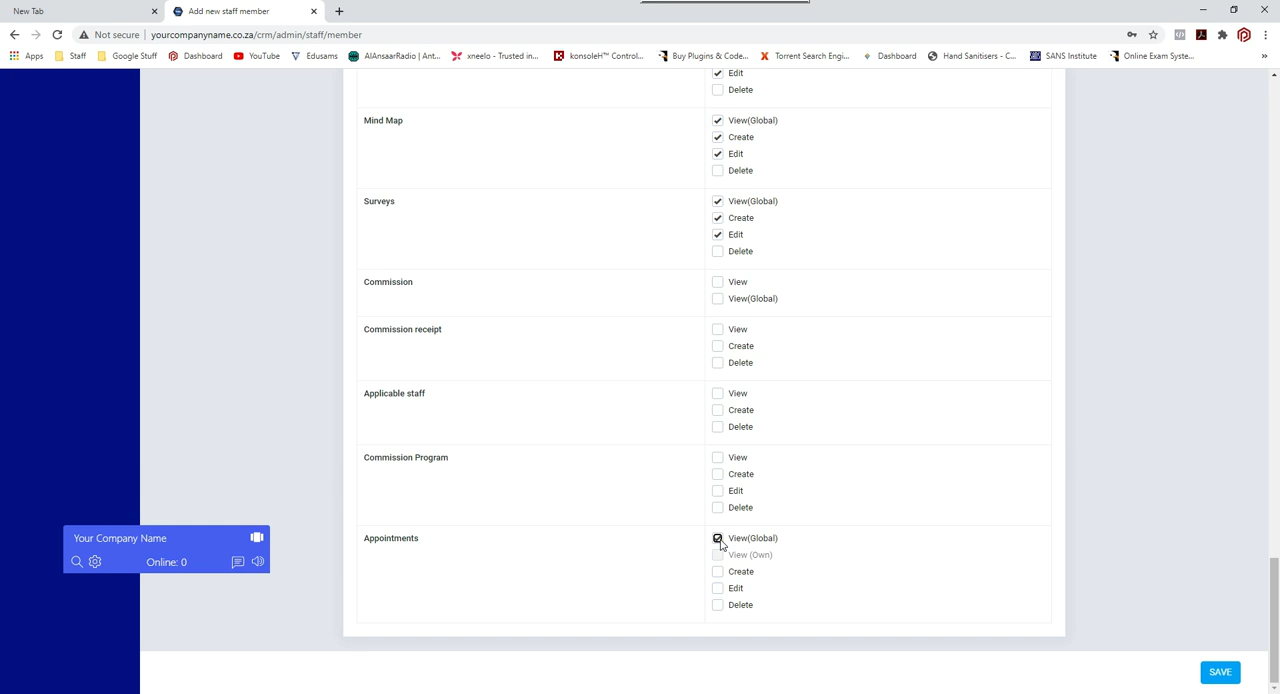 New Tab
Add new staff member
Not secure
yourcompanyname.co.za/crm/admin/staff/member
Apps
Staff
Google Stuff
Dashboard
YouTube
Edusams
AlAnsaarRadio | Ant...
xneelo - Trusted in...
konsoleH™ Control...
Buy Plugins & Code...
Torrent Search Engi...
Dashboard
Hand Sanitisers - C...
SANS Institute
Online Exam Syste...
»
Edit
Delete
Mind Map
View(Global)
Create
Edit
Delete
Surveys
View(Global)
Create
Edit
Delete
Commission
View
View(Global)
Commission receipt
View
Create
Delete
Applicable staff
View
Create
Delete
Commission Program
View
Create
Edit
Delete
Appointments
View(Global)
View (Own)
Create
Edit
Delete
Your Company Name
Online: 0
SAVE